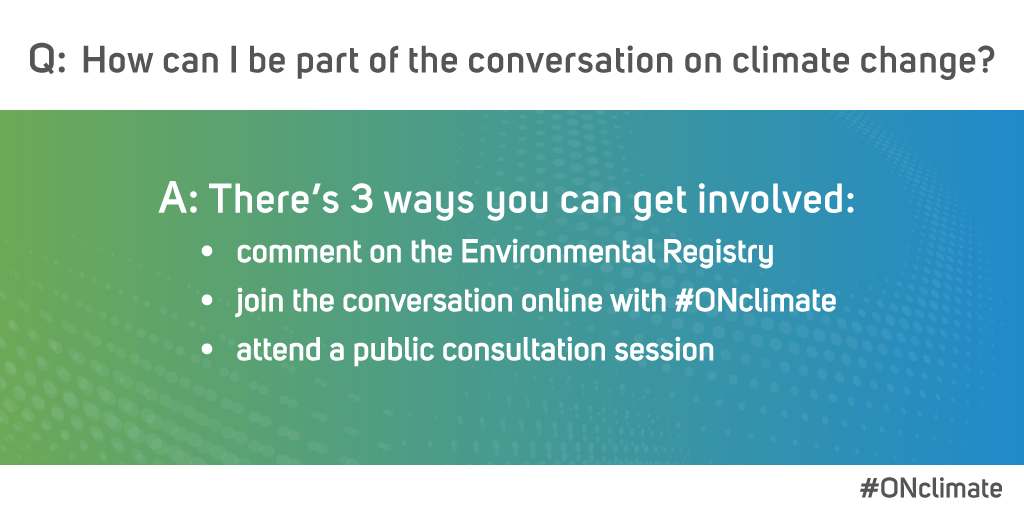 Q: How can I be part of the conversation on climate change?
A: There's 3 ways you can get involved:
• comment on the Environmental Registry
• join the conversation online with #ONclimate
• attend a public consultation session
#ONclimate